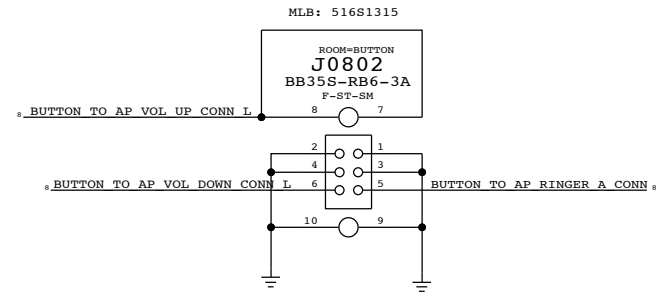 MLB: 516S1315
ROOM=BUTTON
J0802
BB35S-RB6-3A
F-ST-SM
8 BUTTON TO AP VOL UP CONN L 8 7
2 1
4 3
8 BUTTON TO AP VOL DOWN CONN L 6 5 BUTTON TO AP RINGER A CONN 8
10 9